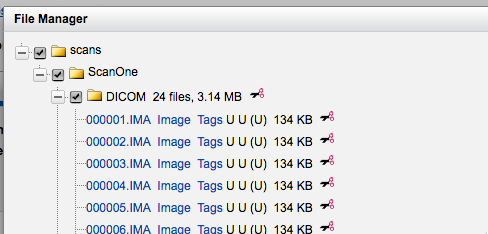 File Manager
scans
ScanOne
DICOM 24 files, 3.14 MB
000001.IMA Image Tags U U (U) 134 KB
000002.IMA Image Tags U U (U) 134 KB
000003.IMA Image Tags U U (U) 134 KB
000004.IMA Image Tags U U (U) 134 KB
000005.IMA Image Tags U U (U) 134 KB
000006.IMA Image Tags U U (U) 134 KB